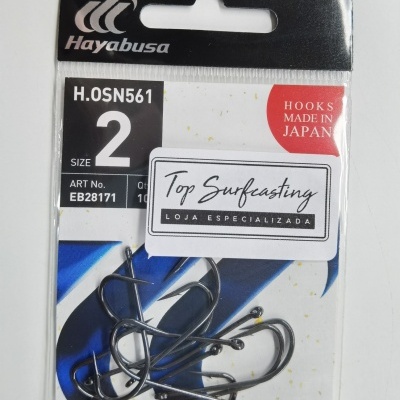 Hayabusa
H.OSN561
SIZE 2
HOOKS
MADE IN
JAPAN
ART No.
EB28171
Top Surfcasting
LOJA ESPECIALIZADA